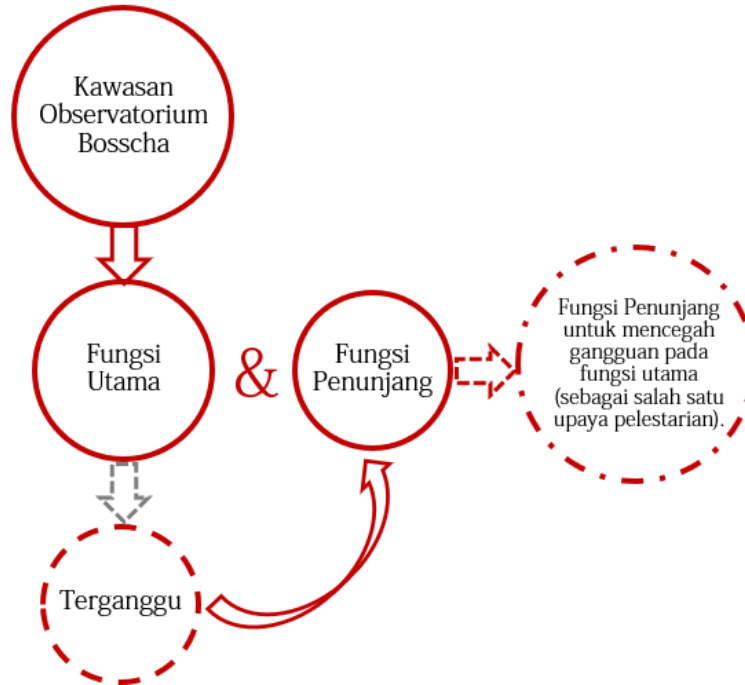 Kawasan
Observatorium
Bosscha
Fungsi
Utama
&
Fungsi
Penunjang
Fungsi Penunjang
untuk mencegah
gangguan pada
fungsi utama
(sebagai salah satu
upaya pelestarian).
Terganggu